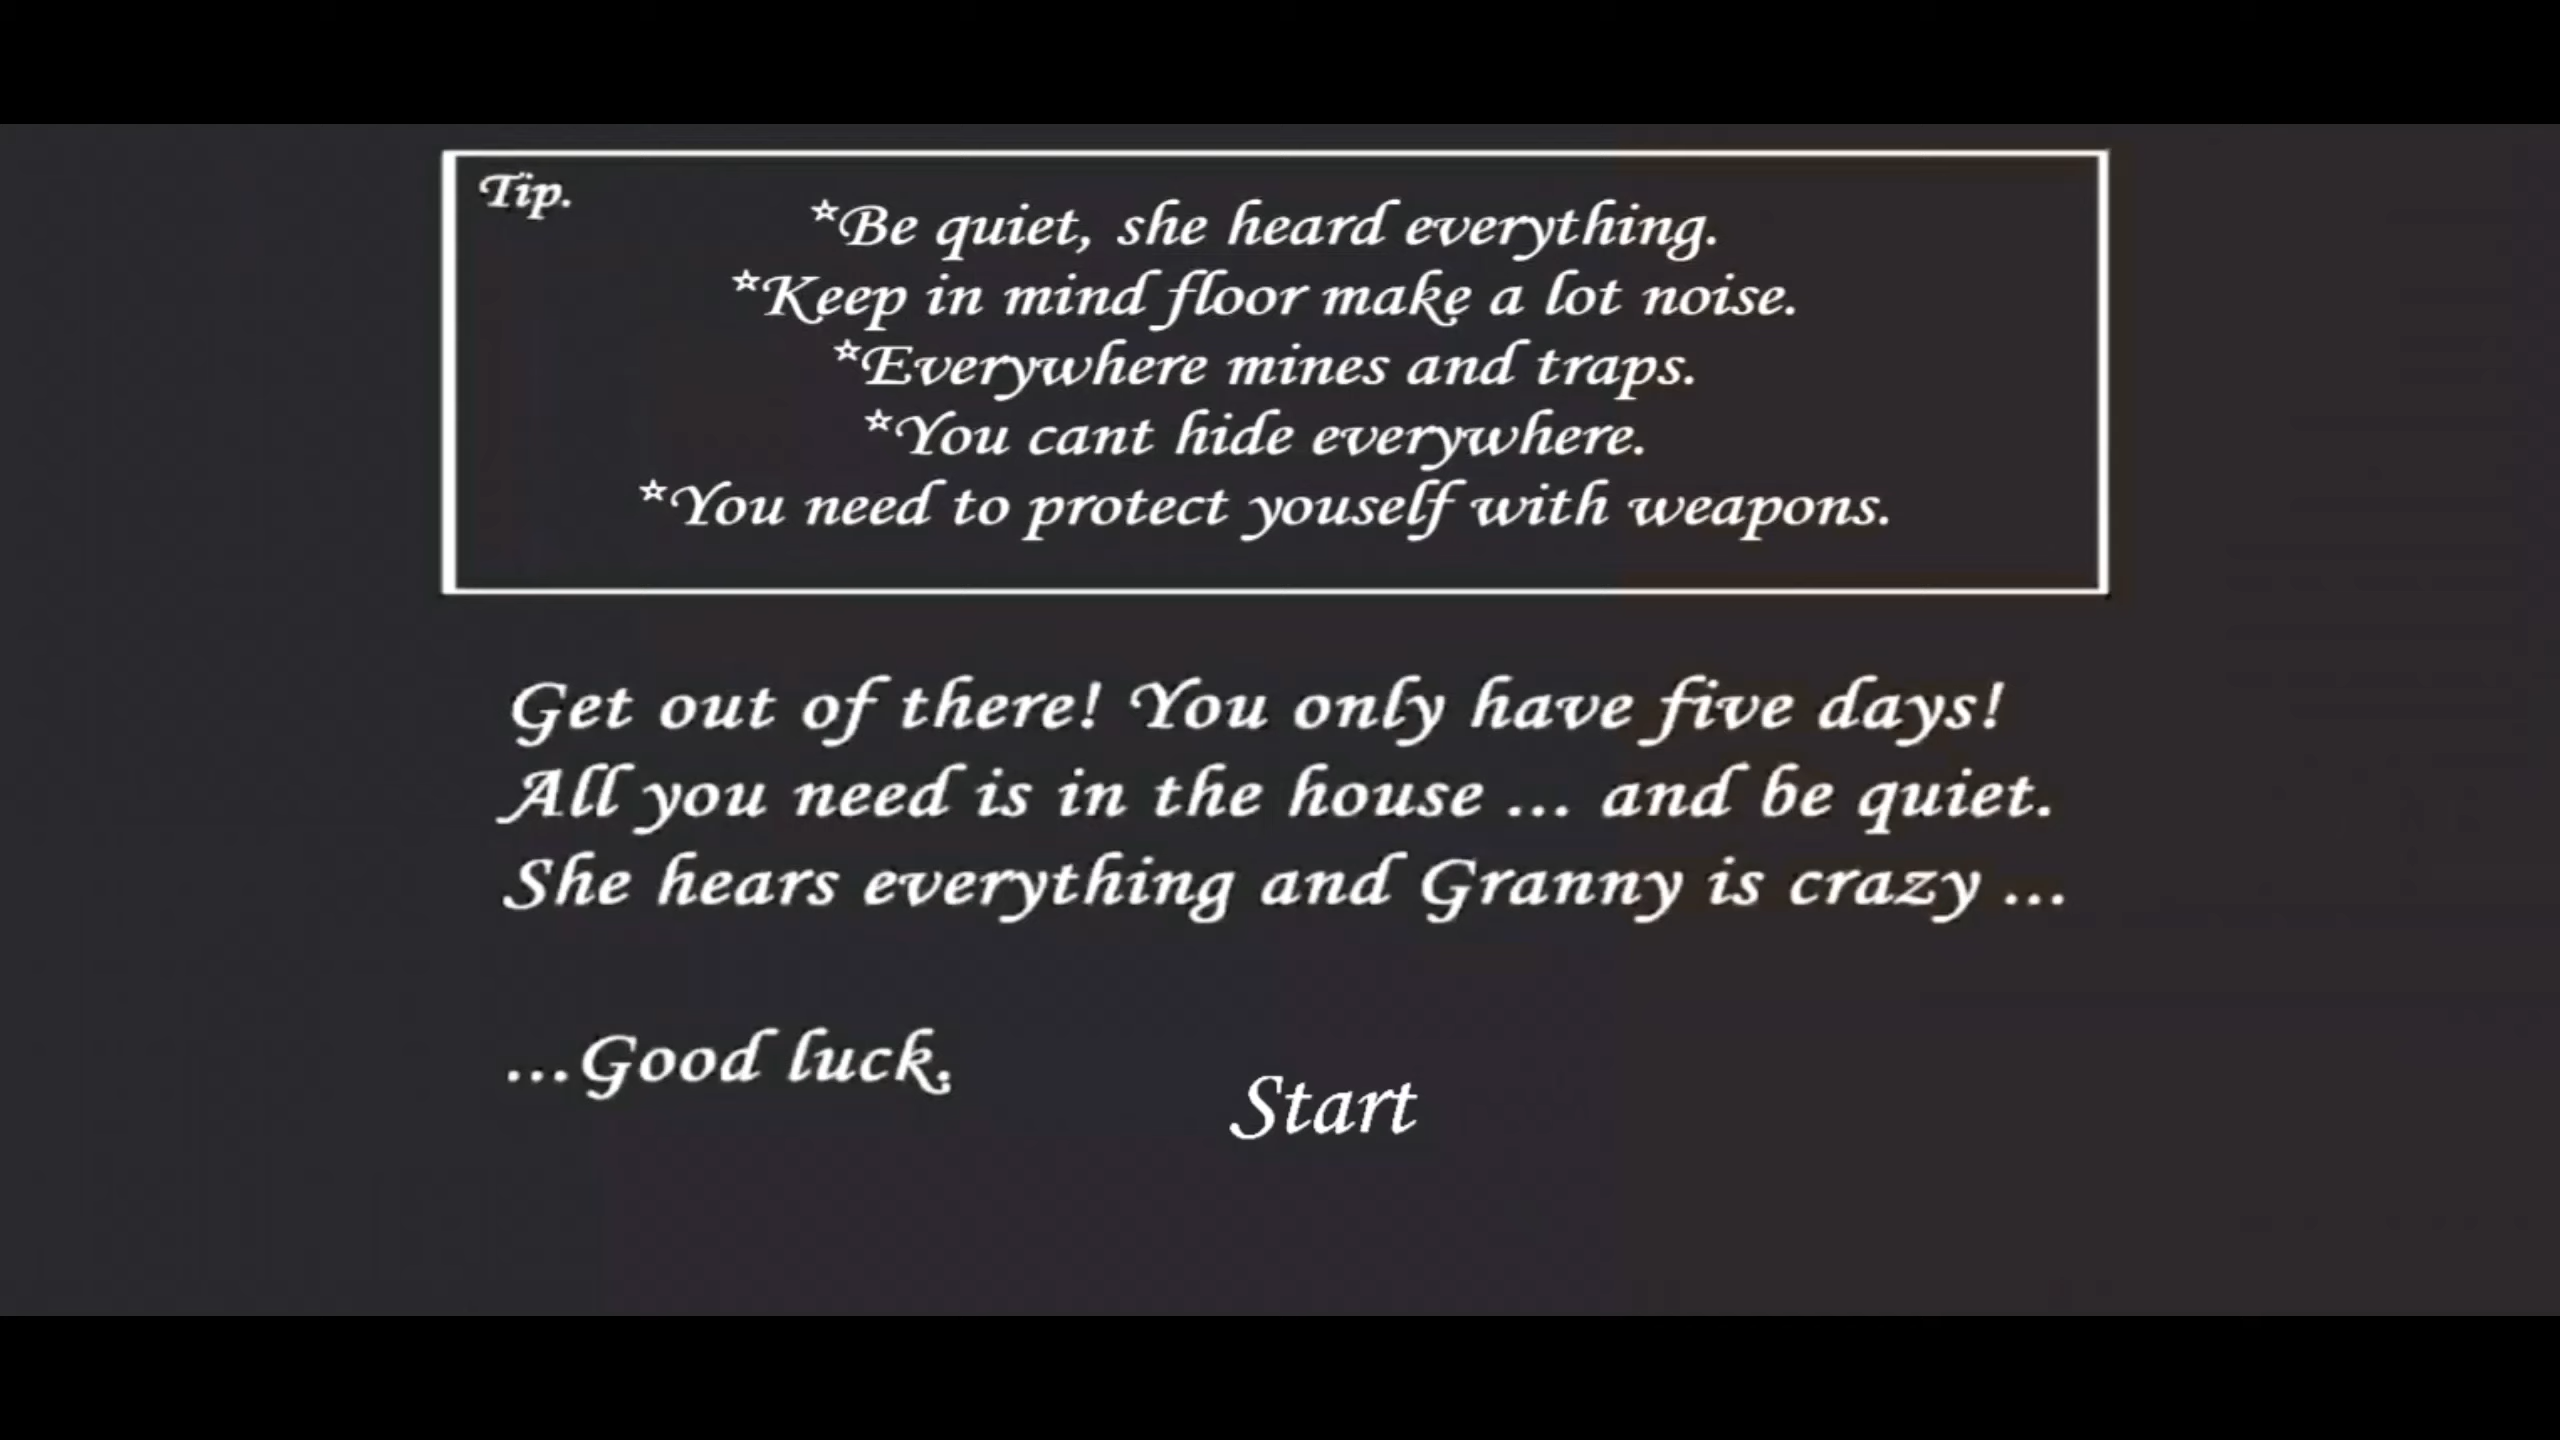 Tip.
*Be quiet, she heard everything.
*Keep in mind floor make a lot noise.
*Everywhere mines and traps.
*You cant hide everywhere.
*You need to protect youself with weapons.
Get out of there! You only have five days!
All you need is in the house ... and be quiet.
She hears everything and Granny is crazy ...
...Good luck.
Start